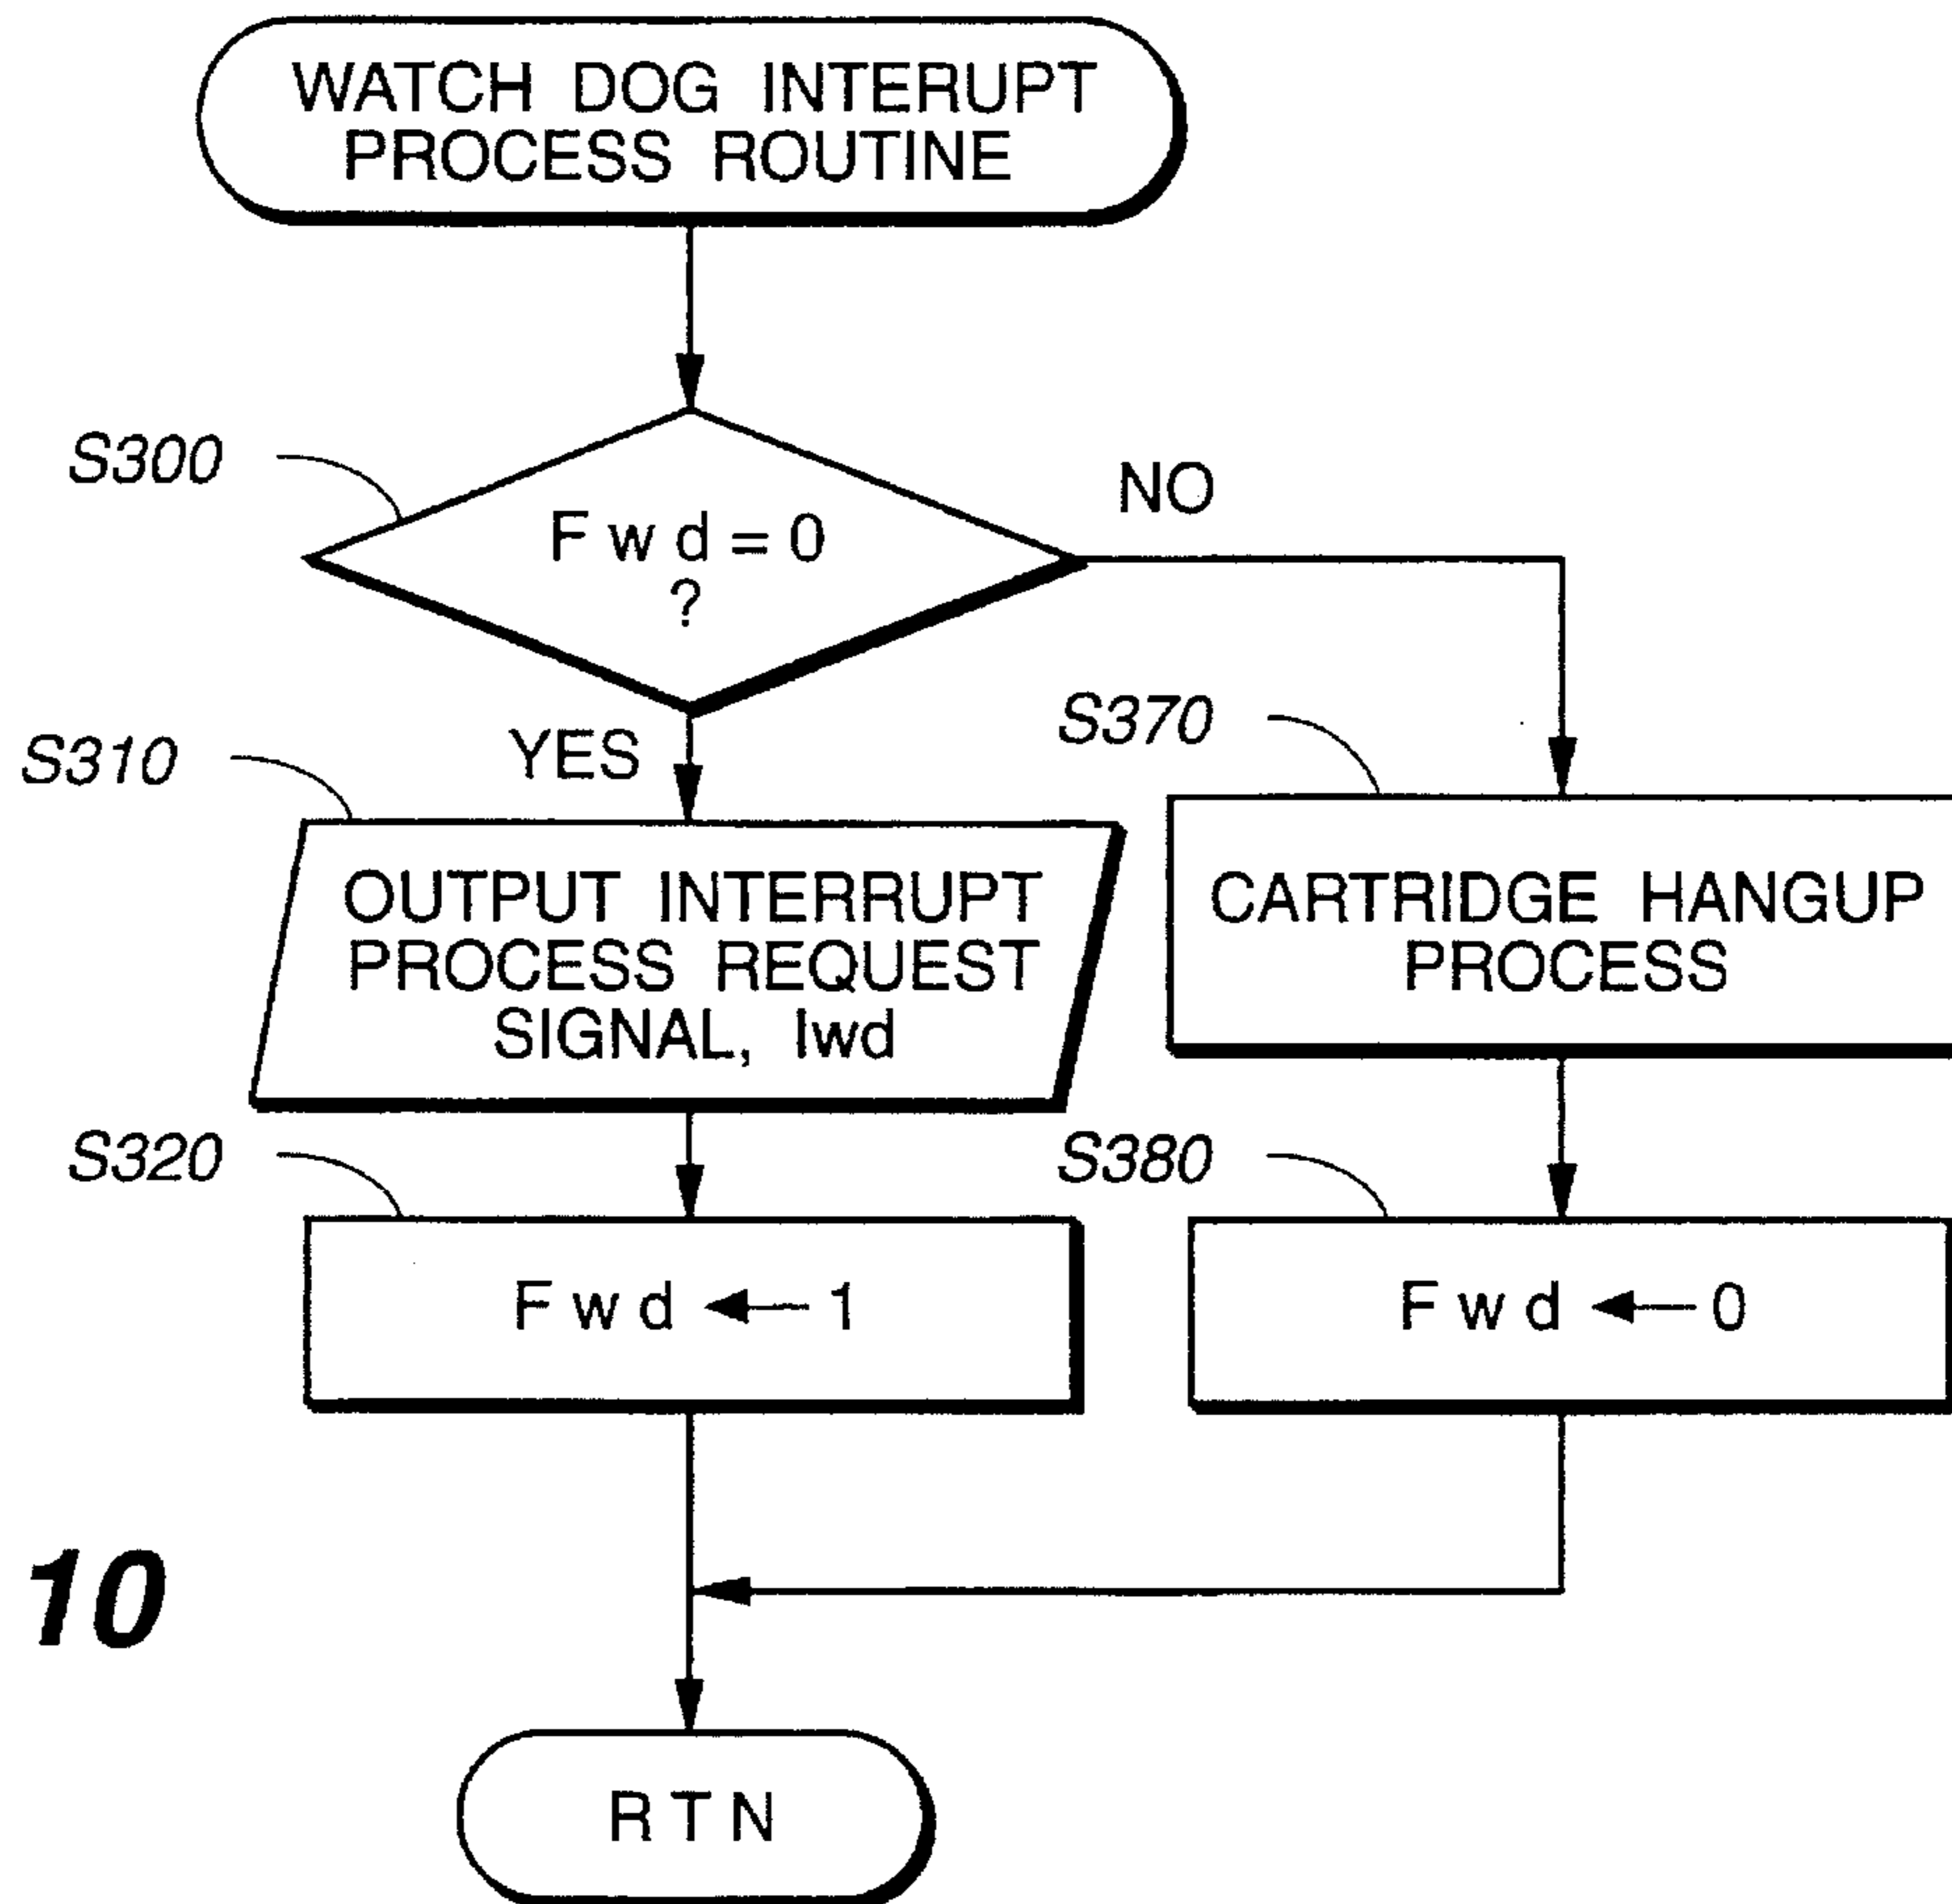 WATCH DOG INTERUPT
PROCESS ROUTINE
S300
F w d = 0
?
NO
YES
S310
OUTPUT INTERRUPT
PROCESS REQUEST
SIGNAL, Iwd
S370
CARTRIDGE HANGUP
PROCESS
S320
F w d ← 1
S380
F w d ← 0
10
R T N